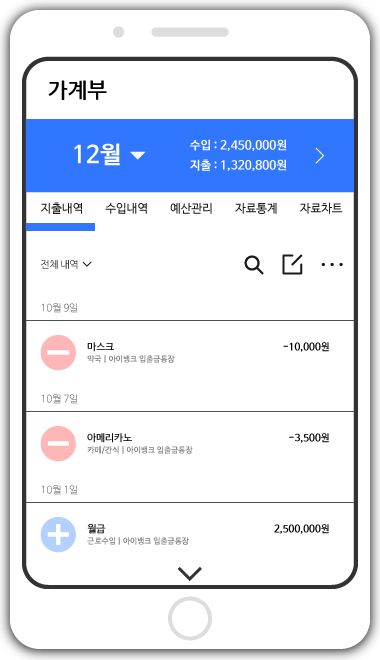 가계부
12월
수입 : 2,450,000원
지출 : 1,320,800원
지출내역 수입내역 예산관리 자료통계 자료차트
전체 내역
10월 9일
마스크 -10,000원
약국 | 아이뱅크 입출금통장
10월 7일
아메리카노 -3,500원
카페/간식 | 아이뱅크 입출금통장
10월 1일
월급 2,500,000원
근로수입 | 아이뱅크 입출금통장